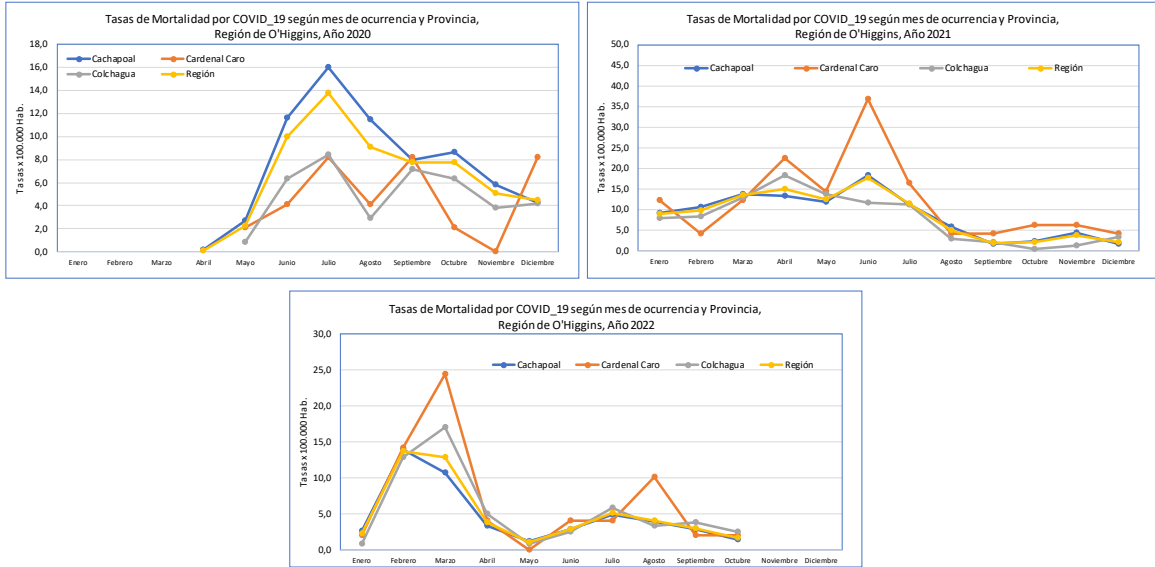 Tasas de Mortalidad por COVID_19 según mes de ocurrencia y Provincia,
Región de O'Higgins, Año 2020
18,0
16,0
14,0
12,0
10,0
8,0
6,0
4,0
2,0
0,0
Tasas x 100.000 Hab.
Cachapoal
Cardenal Caro
Colchagua
Región
Enero Febrero Marzo Abril Mayo Junio Julio Agosto Septiembre Octubre Noviembre Diciembre
Tasas de Mortalidad por COVID_19 según mes de ocurrencia y Provincia,
Región de O'Higgins, Año 2021
50,0
45,0
40,0
35,0
30,0
25,0
20,0
15,0
10,0
5,0
0,0
Tasas x 100.000 Hab.
Cachapoal Cardenal Caro Colchagua Región
Enero Febrero Marzo Abril Mayo Junio Julio Agosto Septiembre Octubre Noviembre Diciembre
Tasas de Mortalidad por COVID_19 según mes de ocurrencia y Provincia,
Región de O'Higgins, Año 2022
30,0
25,0
20,0
15,0
10,0
5,0
0,0
Tasas x 100.000 Hab.
Cachapoal Cardenal Caro Colchagua Región
Enero Febrero Marzo Abril Mayo Junio Julio Agosto Septiembre Octubre Noviembre Diciembre